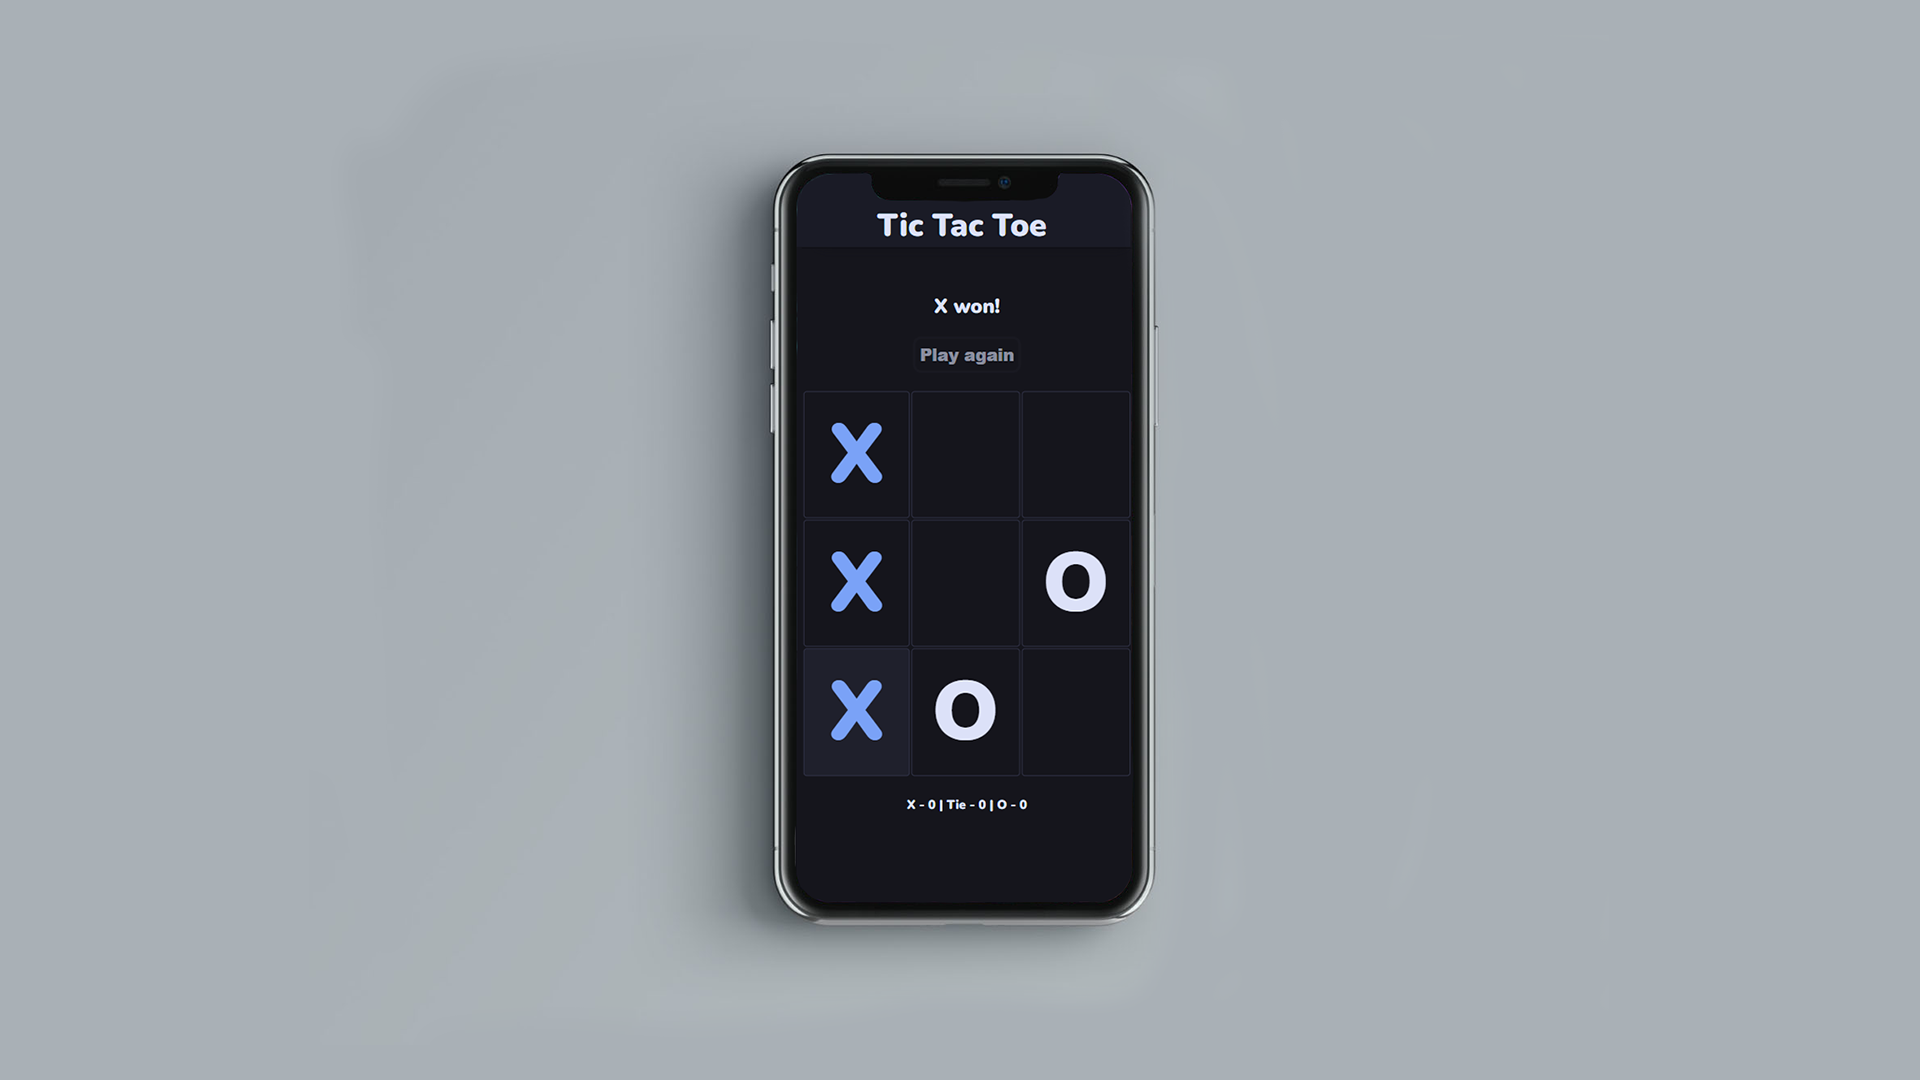 Tic Tac Toe
X won!
Play again
X
X O
X O
X - 0 | Tie - 0 | O - 0